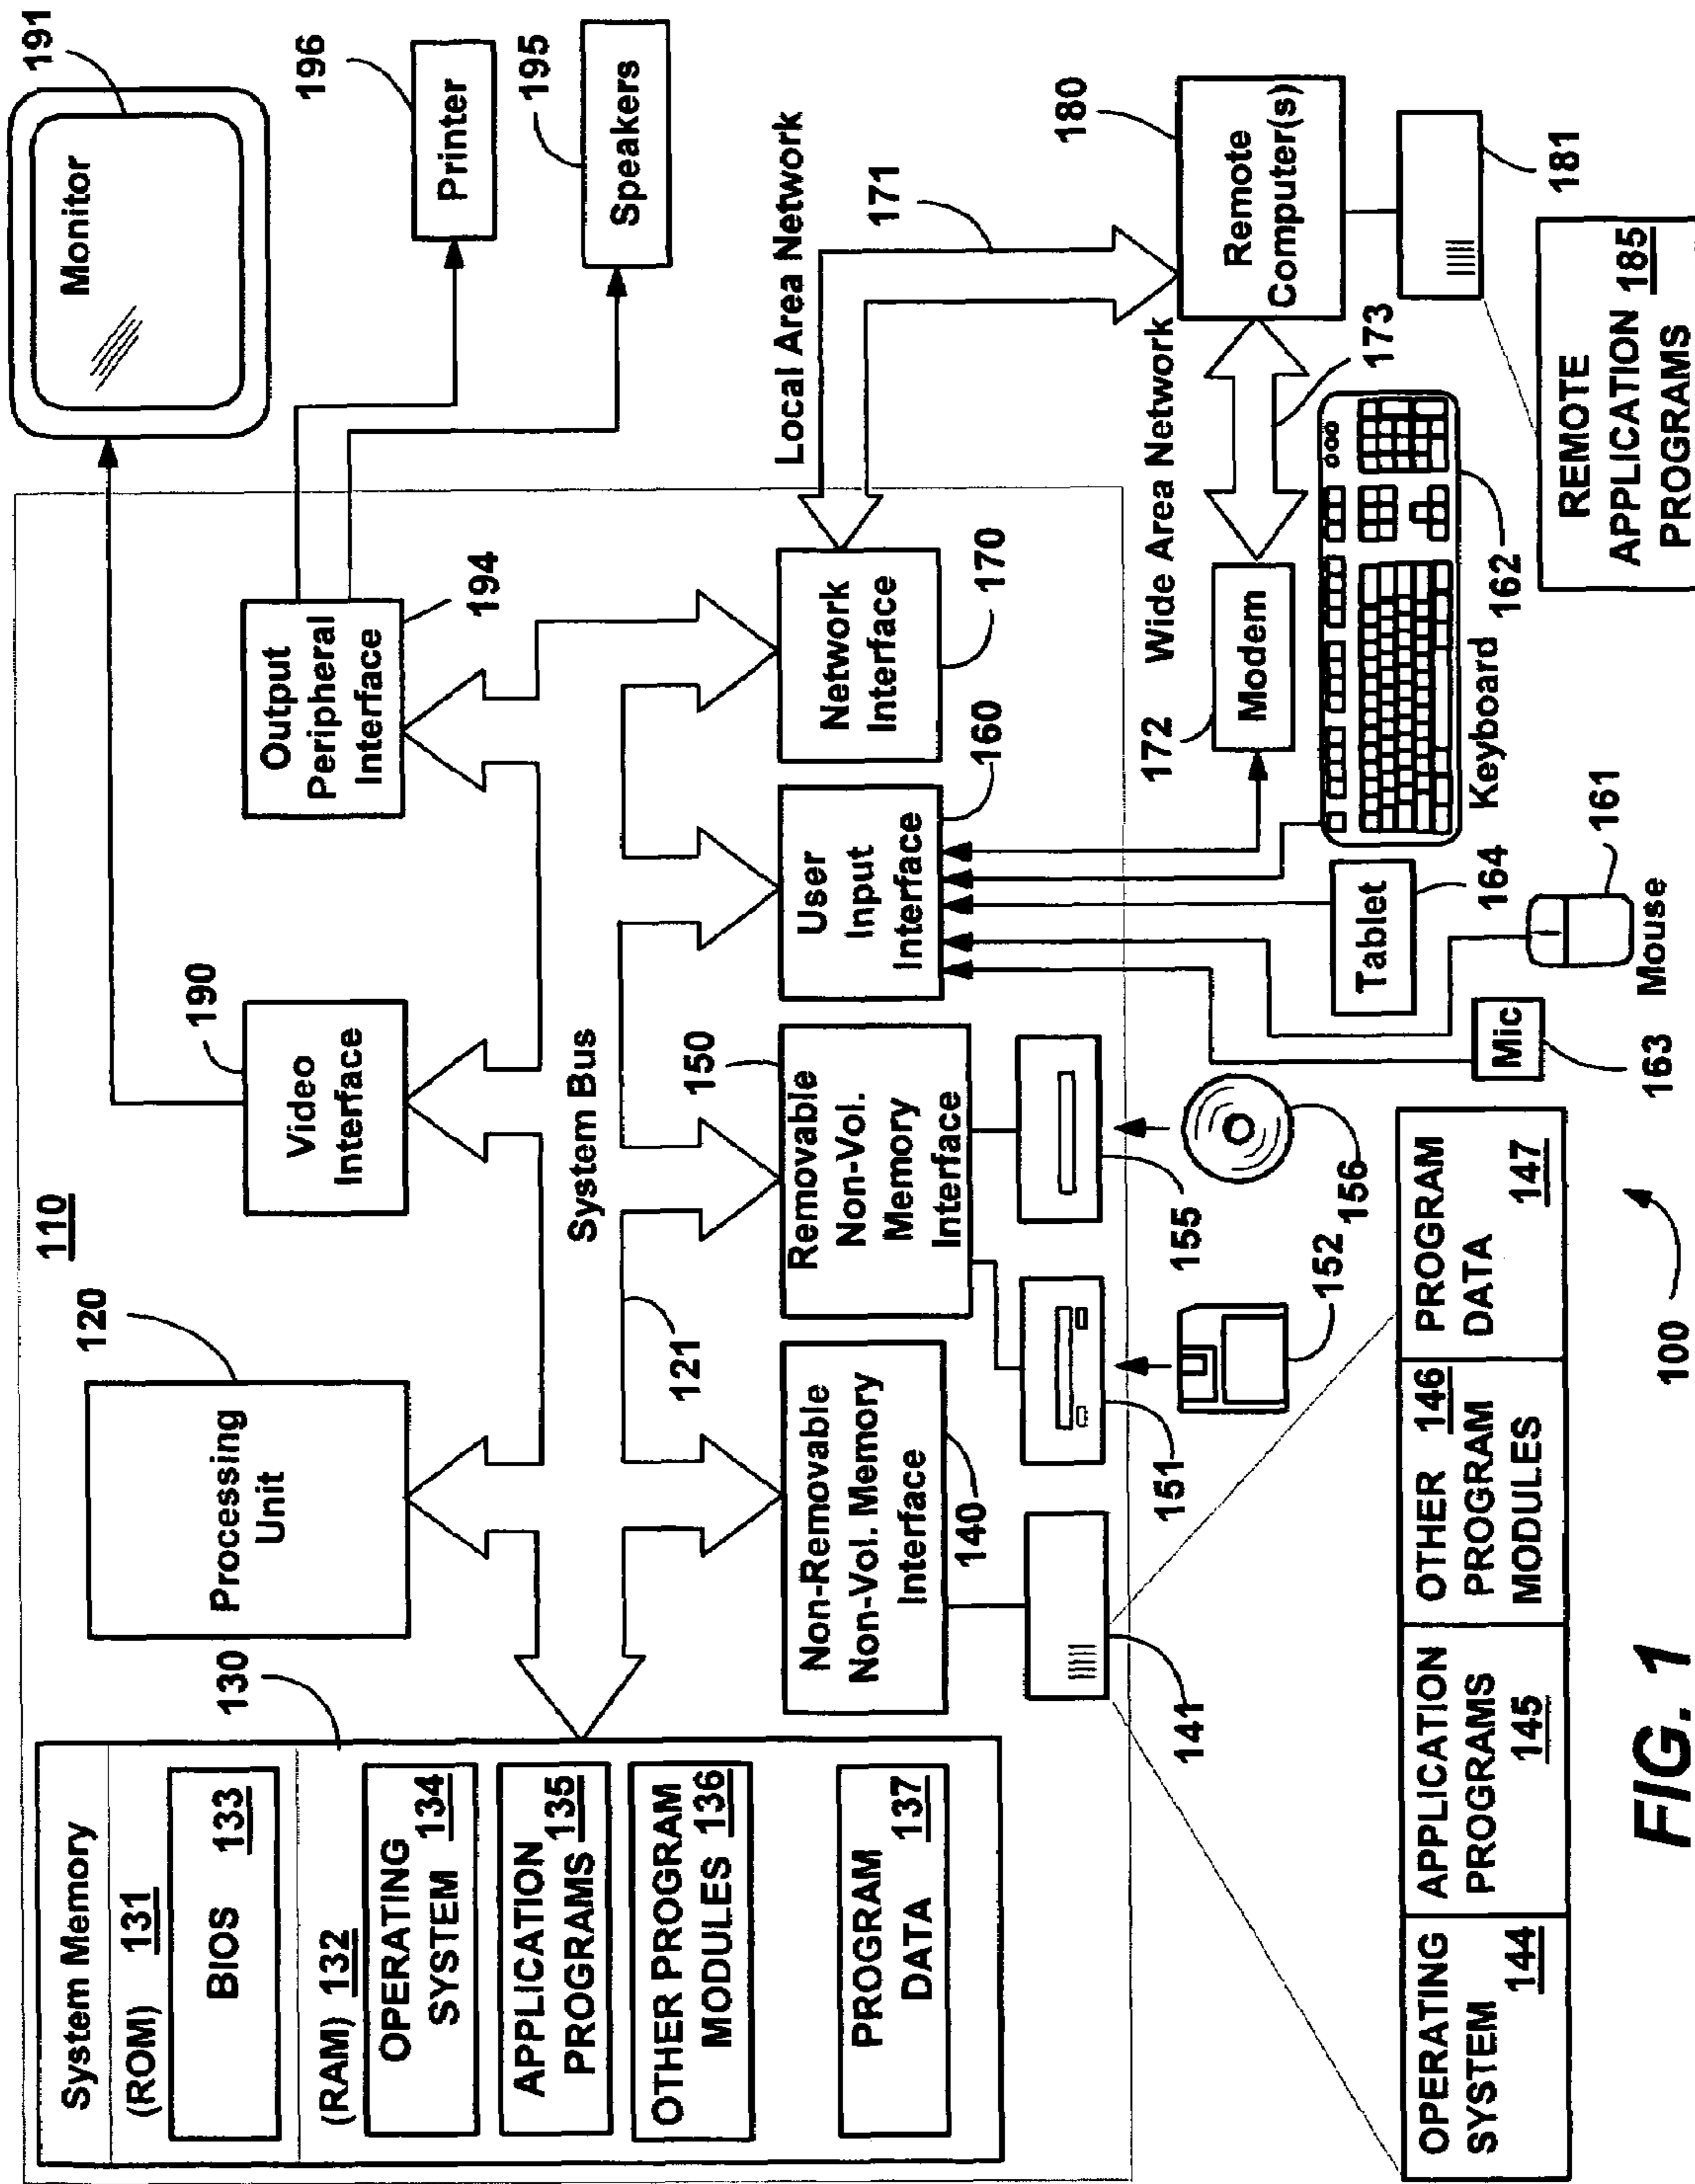 110
System Memory
(ROM) 131
BIOS 133
(RAM) 132
OPERATING
SYSTEM 134
APPLICATION
PROGRAMS 135
OTHER PROGRAM
MODULES 136
PROGRAM
DATA 137
130
Processing
Unit
120
Video
Interface
190
Output
Peripheral
Interface
194
Monitor
191
196
Printer
195
Speakers
System Bus
121
Non-Removable
Non-Vol. Memory
Interface
140
Removable
Non-Vol.
Memory
Interface
150
User
Input
Interface
160
Network
Interface
170
Local Area Network
171
141
151
152
155
156
172
Modem
Wide Area Network
173
180
Remote
Computer(s)
181
Mic
163
Mouse
161
Tablet
164
Keyboard
162
REMOTE
APPLICATION 185
PROGRAMS
OPERATING
SYSTEM
144
APPLICATION
PROGRAMS
145
OTHER 146
PROGRAM
MODULES
PROGRAM
DATA
147
100
FIG. 1